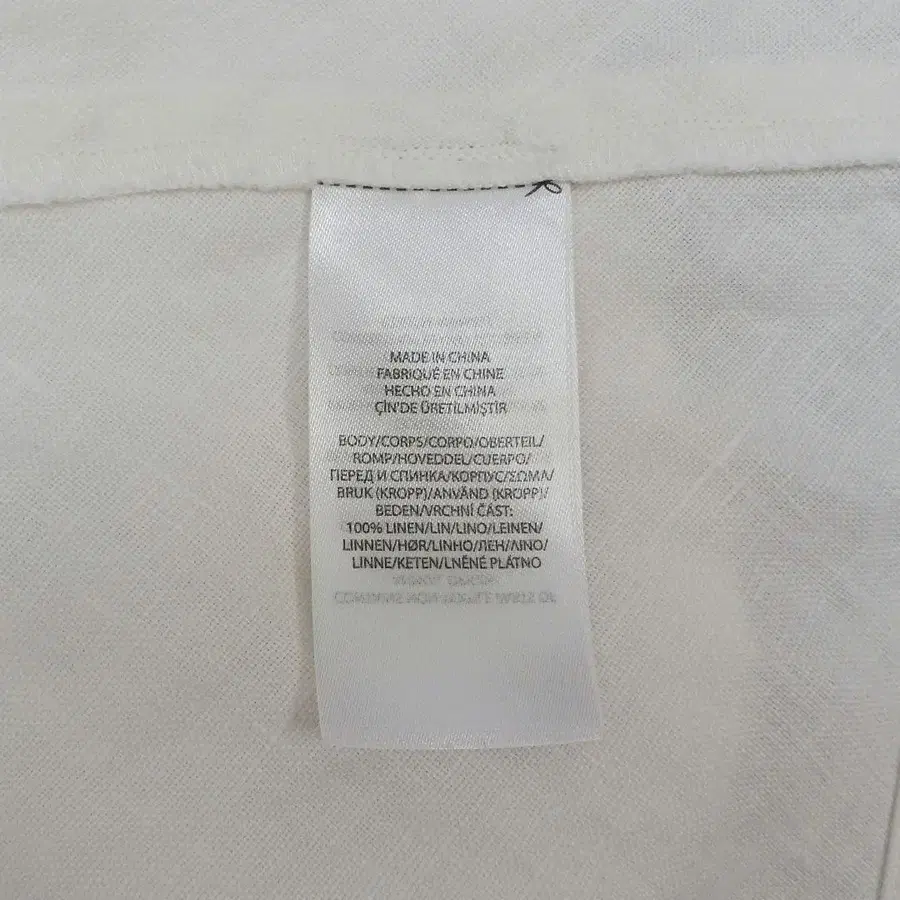 MADE IN CHINA
FABRIQUÉ EN CHINE
HECHO EN CHINA
ÇİN'DE ÜRETİLMİŞTİR
BODY/CORPS/CORPO/OBERTEIL/
ROMP/HOVEDDEL/CUERPO/
ПЕРЕД И СПИНКА/КОРПУС/ΣΩΜΑ/
BRUK (KROPP)/ANVÄND (KROPP)/
BEDEN/VRCHNÍ ČÁST:
100% LINEN/LIN/LINO/LEINEN/
LINNEN/HØR/LINHO/ЛЕН/ΛΙΝΟ/
LINNE/KETEN/LNĚNÉ PLÁTNO